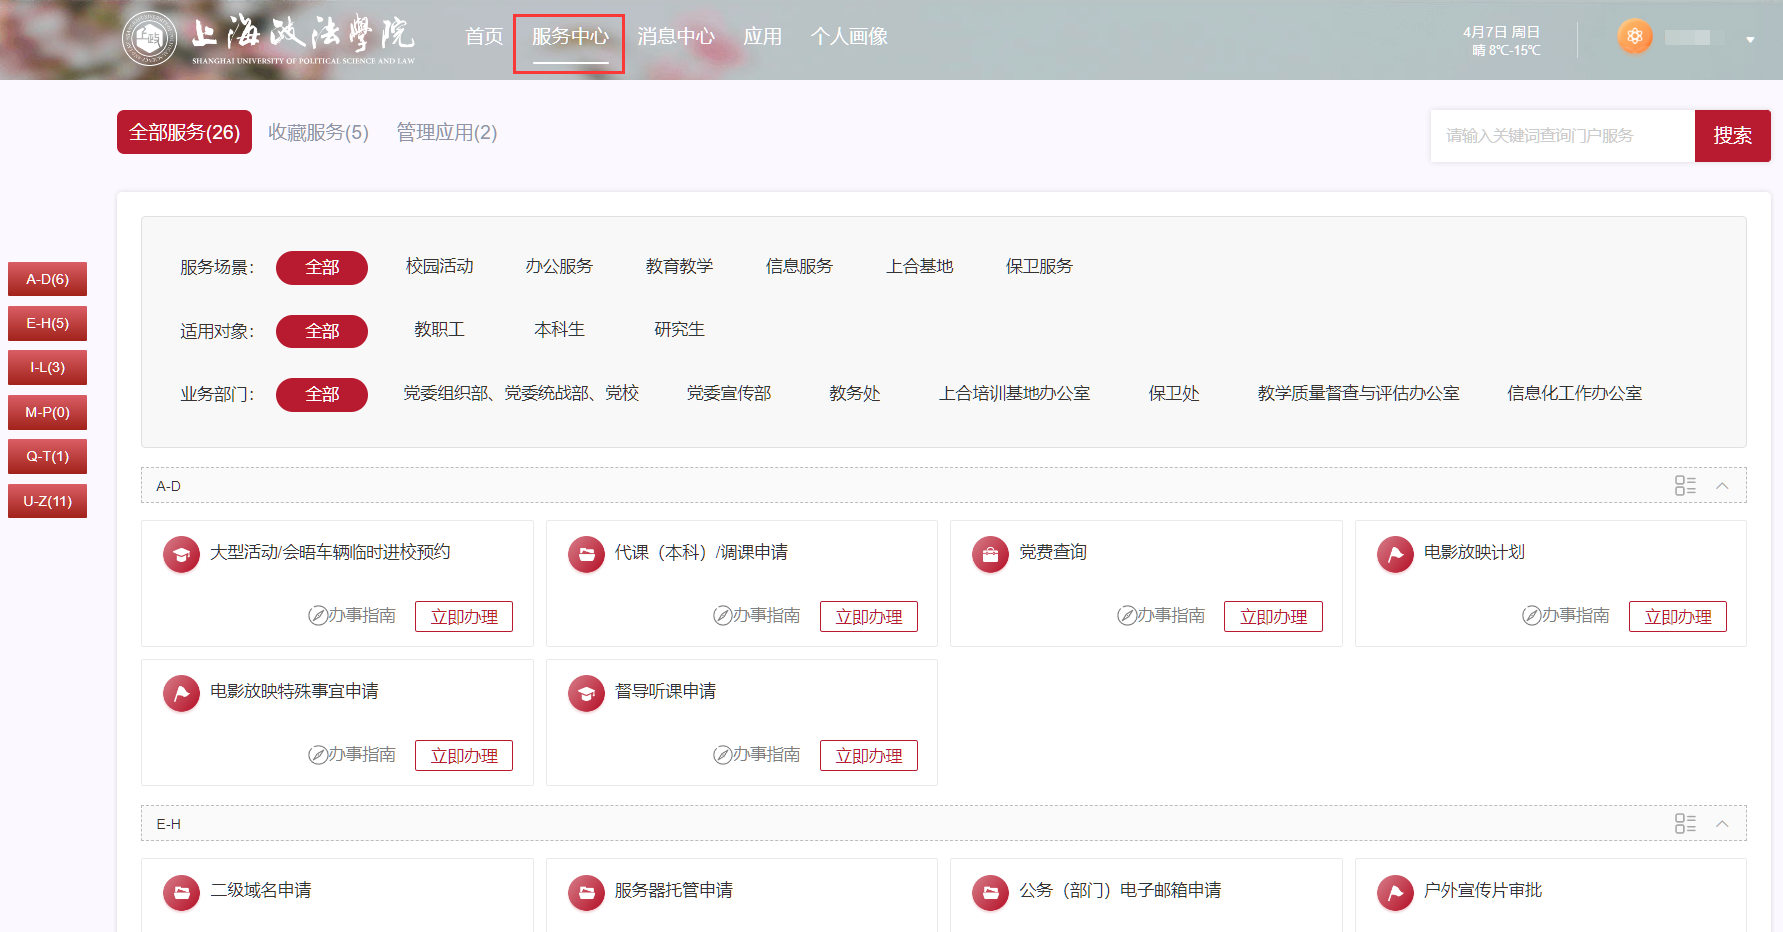 上海政法學院
SHANGHAI UNIVERSITY OF POLITICAL SCIENCE AND LAW
首页 服务中心 消息中心 应用 个人画像
4月7日 周日
晴 8℃-15℃
全部服务(26) 收藏服务(5) 管理应用(2)
请输入关键词查询门户服务 搜索
A-D(6)
E-H(5)
I-L(3)
M-P(0)
Q-T(1)
U-Z(11)
服务场景： 全部 校园活动 办公服务 教育教学 信息服务 上合基地 保卫服务
适用对象： 全部 教职工 本科生 研究生
业务部门： 全部 党委组织部、党委统战部、党校 党委宣传部 教务处 上合培训基地办公室 保卫处 教学质量督查与评估办公室 信息化工作办公室
A-D
大型活动/会晤车辆临时进校预约 代课（本科）/调课申请 党费查询 电影放映计划
办事指南 立即办理 办事指南 立即办理 办事指南 立即办理 办事指南 立即办理
电影放映特殊事宜申请 督导听课申请
办事指南 立即办理 办事指南 立即办理
E-H
二级域名申请 服务器托管申请 公务（部门）电子邮箱申请 户外宣传片审批